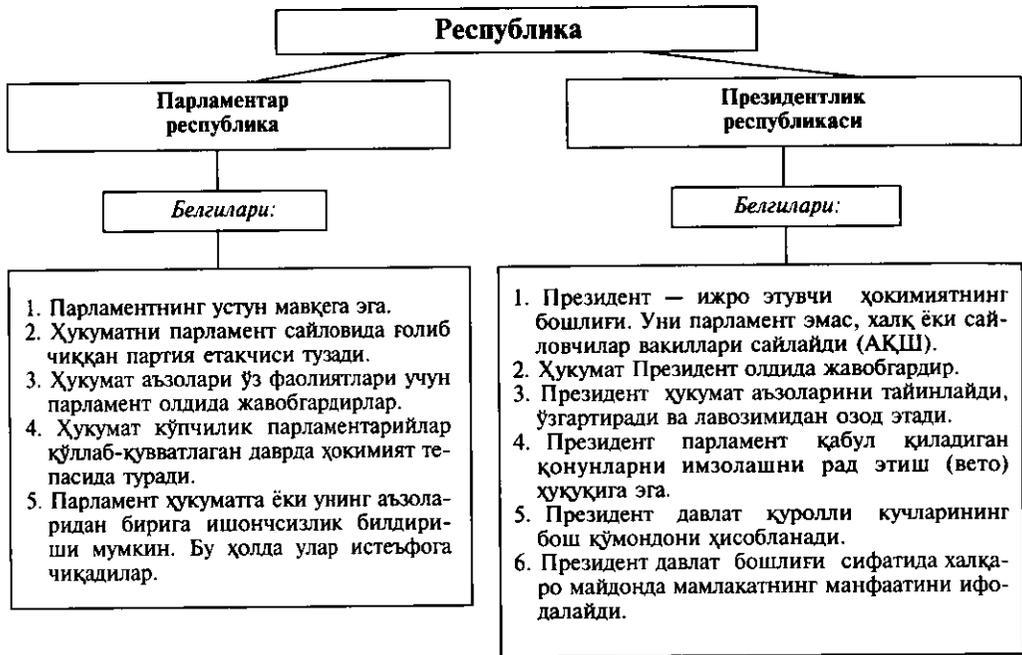 Республика
Парламентар
республика
Белгилари:
1. Парламентнинг устун мавқега эга.
2. Ҳукуматни парламент сайловида ғолиб
чиққан партия етакчиси тузади.
3. Ҳукумат аъзолари ўз фаолиятлари учун
парламент олдида жавобгардирлар.
4. Ҳукумат кўпчилик парламентарийлар
қўллаб-қувватлаган даврда ҳокимият те-
пасида туради.
5. Парламент ҳукуматга ёки унинг аъзола-
ридан бирига ишончсизлик билдири-
ши мумкин. Бу ҳолда улар истеъфога
чиқадилар.
Президентлик
республикаси
Белгилари:
1. Президент — ижро этувчи ҳокимиятнинг
бошлиғи. Уни парламент эмас, халқ ёки сай-
ловчилар вакиллари сайлайди (АҚШ).
2. Ҳукумат Президент олдида жавобгардир.
3. Президент ҳукумат аъзоларини тайинлайди,
ўзгартиради ва лавозимидан озод этади.
4. Президент парламент қабул қиладиган
қонунларни имзолашни рад этиш (вето)
ҳуқуқига эга.
5. Президент давлат қуролли кучларининг
бош қўмондони ҳисобланади.
6. Президент давлат бошлиғи сифатида халқа-
ро майдонда мамлакатнинг манфаатини ифо-
далайди.